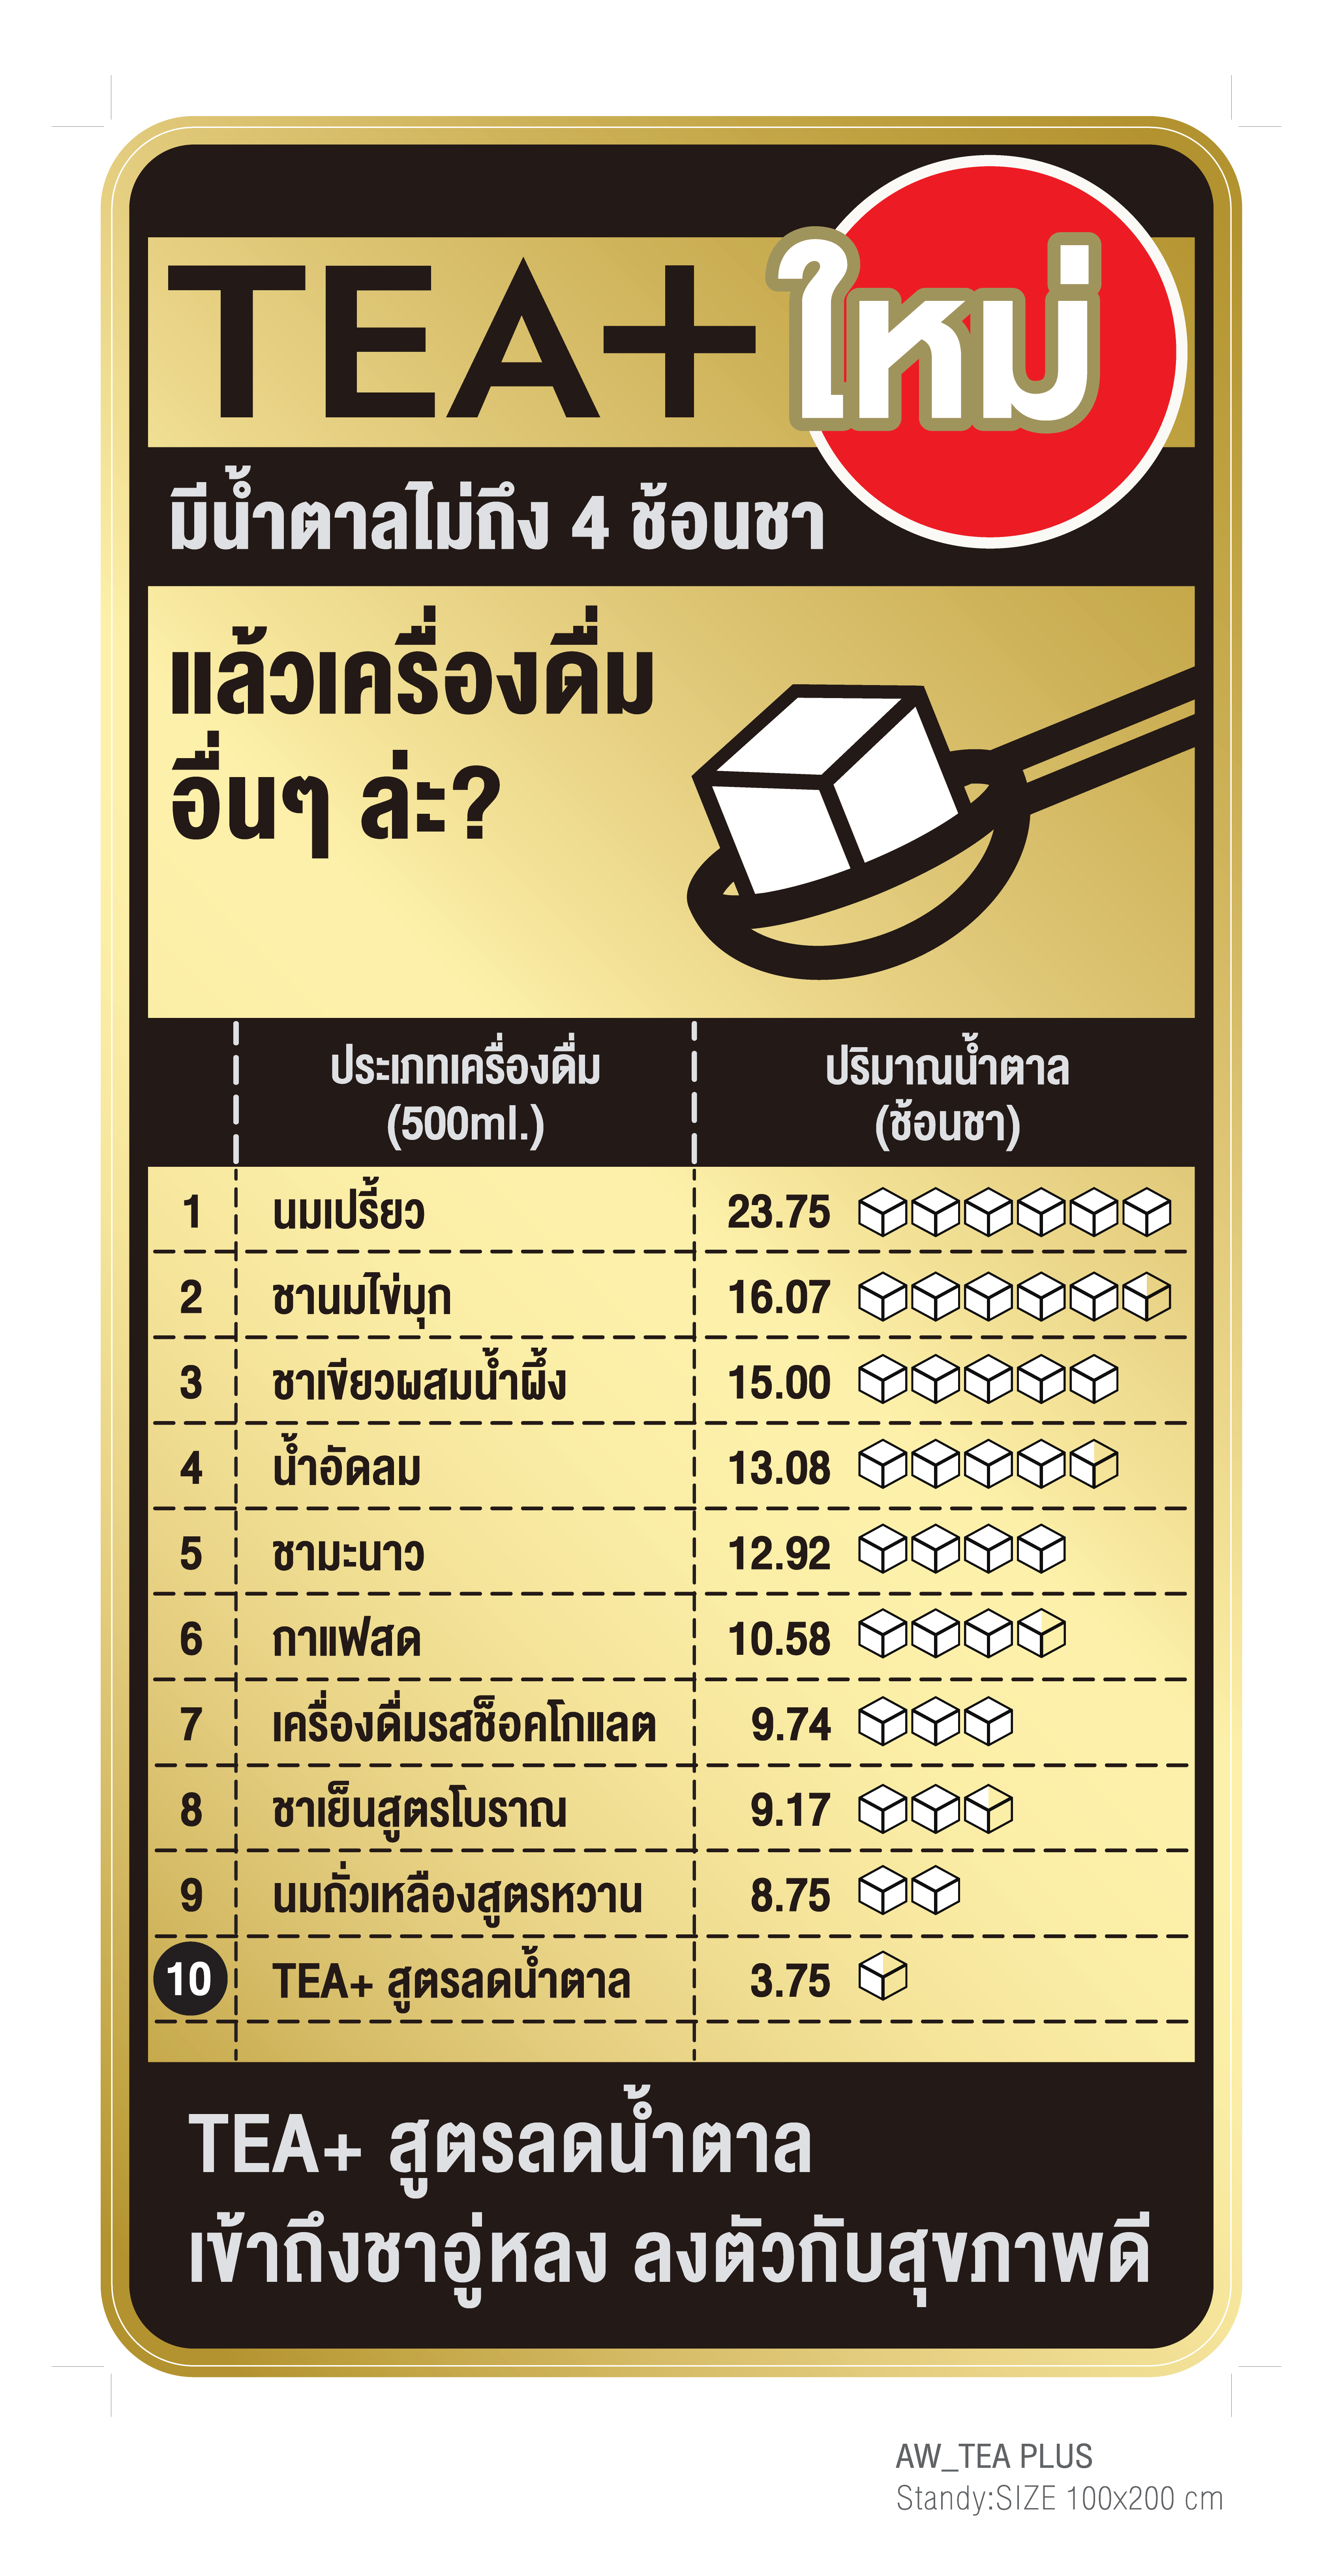 TEA+ ใหม่
มีน้ำตาลไม่ถึง 4 ช้อนชา
แล้วเครื่องดื่ม
อื่นๆ ล่ะ?
ประเภทเครื่องดื่ม
(500ml.)
ปริมาณน้ำตาล
(ช้อนชา)
1 นมเปรี้ยว 23.75
2 ชานมไข่มุก 16.07
3 ชาเขียวผสมน้ำผึ้ง 15.00
4 น้ำอัดลม 13.08
5 ชามะนาว 12.92
6 กาแฟสด 10.58
7 เครื่องดื่มรสช็อคโกแลต 9.74
8 ชาเย็นสูตรโบราณ 9.17
9 นมถั่วเหลืองสูตรหวาน 8.75
10 TEA+ สูตรลดน้ำตาล 3.75
TEA+ สูตรลดน้ำตาล
เข้าถึงชาอู่หลง ลงตัวกับสุขภาพดี
AW_TEA PLUS
Standy:SIZE 100x200 cm